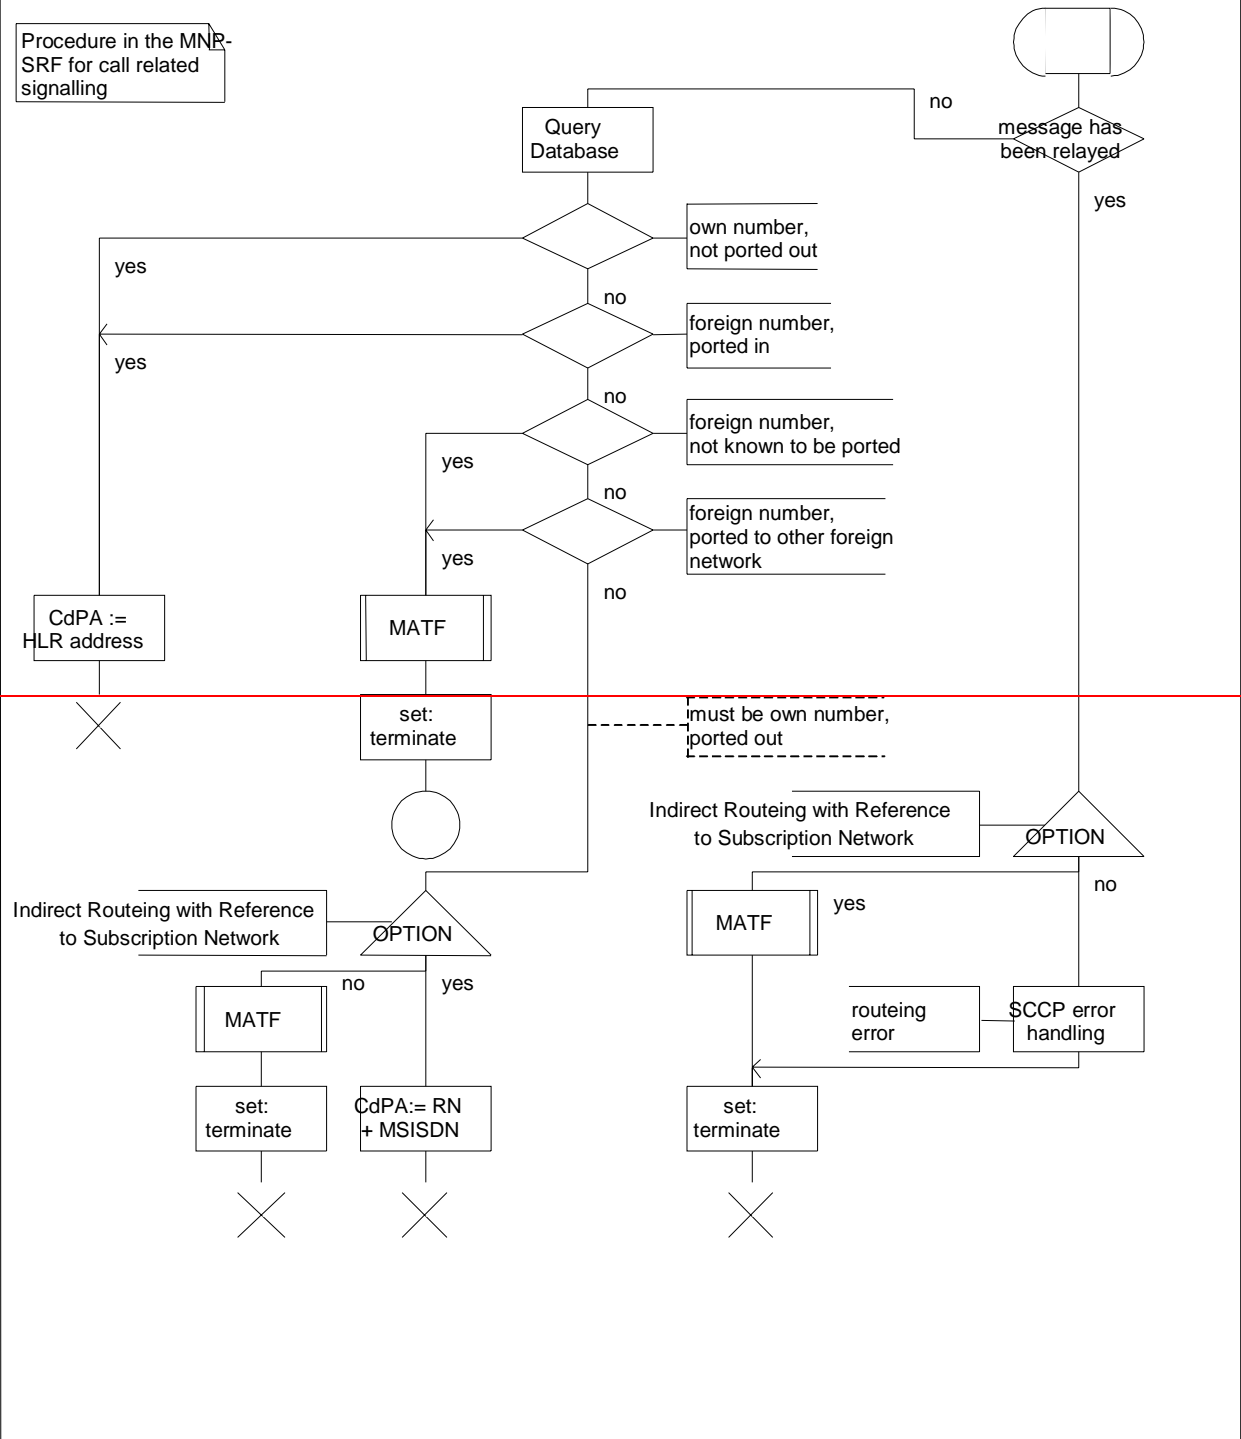 Procedure in the MNP-
SRF for call related
signalling
no
message has
been relayed
Query
Database
yes
own number,
not ported out
yes
no
foreign number,
ported in
yes
no
foreign number,
not known to be ported
yes
no
foreign number,
ported to other foreign
network
yes
no
CdPA :=
HLR address
MATF
set:
terminate
must be own number,
ported out
Indirect Routeing with Reference
to Subscription Network
OPTION
no
yes
MATF
Indirect Routeing with Reference
to Subscription Network
OPTION
no
yes
MATF
routeing
error
SCCP error
handling
set:
terminate
CdPA:= RN
+ MSISDN
set:
terminate